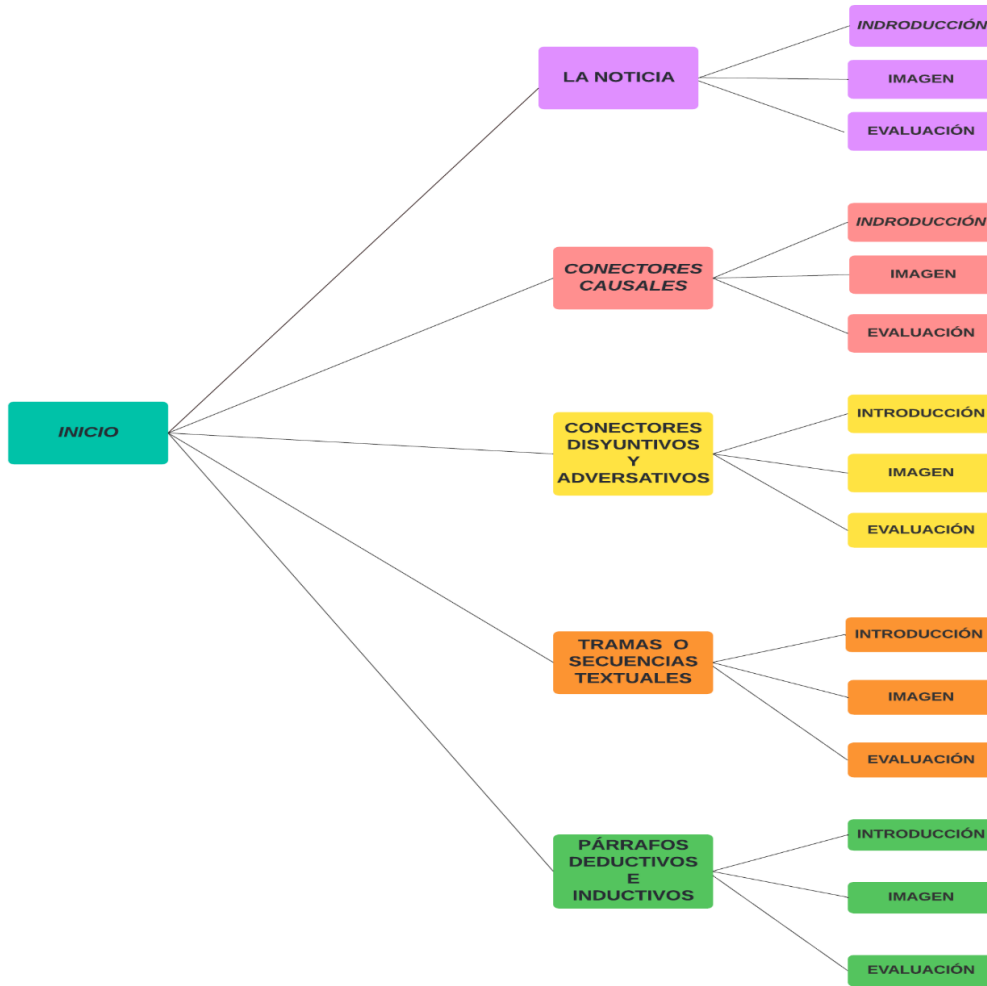 INICIO
LA NOTICIA
INDRODUCCIÓN
IMAGEN
EVALUACIÓN
CONECTORES
CAUSALES
INDRODUCCIÓN
IMAGEN
EVALUACIÓN
CONECTORES
DISYUNTIVOS
Y
ADVERSATIVOS
INTRODUCCIÓN
IMAGEN
EVALUACIÓN
TRAMAS O
SECUENCIAS
TEXTUALES
INTRODUCCIÓN
IMAGEN
EVALUACIÓN
PÁRRAFOS
DEDUCTIVOS
E
INDUCTIVOS
INTRODUCCIÓN
IMAGEN
EVALUACIÓN